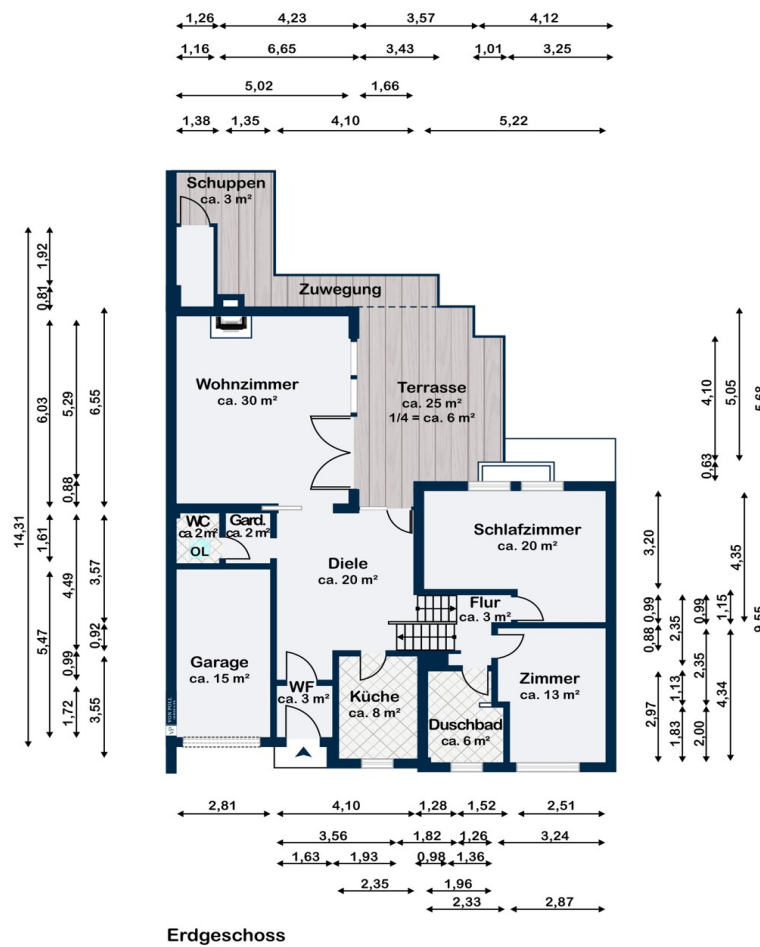 1,26 4,23 3,57 4,12
1,16 6,65 3,43 1,01 3,25
5,02 1,66
1,38 1,35 4,10 5,22
Schuppen
ca. 3 m²
Zuwegung
Wohnzimmer
ca. 30 m²
Terrasse
ca. 25 m²
1/4 = ca. 6 m²
WC
ca. 2 m²
OL
Gard.
ca. 2 m²
Diele
ca. 20 m²
Schlafzimmer
ca. 20 m²
Flur
ca. 3 m²
Garage
ca. 15 m²
WF
ca. 3 m²
Küche
ca. 8 m²
Duschbad
ca. 6 m²
Zimmer
ca. 13 m²
VP VON POLL
14,31
1,92
0,81
6,03
1,61
5,47
5,29
0,88
4,49
0,99
1,72
6,55
3,57
0,92
3,55
3,20
0,99
0,88
2,97
2,35
1,13
1,83
4,10
0,63
0,99
2,35
2,00
5,05
4,35
1,15
4,34
5,68
9,55
2,81 4,10 1,28 1,52 2,51
3,56 1,82 1,26 3,24
1,63 1,93 0,98 1,36
2,35 1,96
2,33 2,87
Erdgeschoss